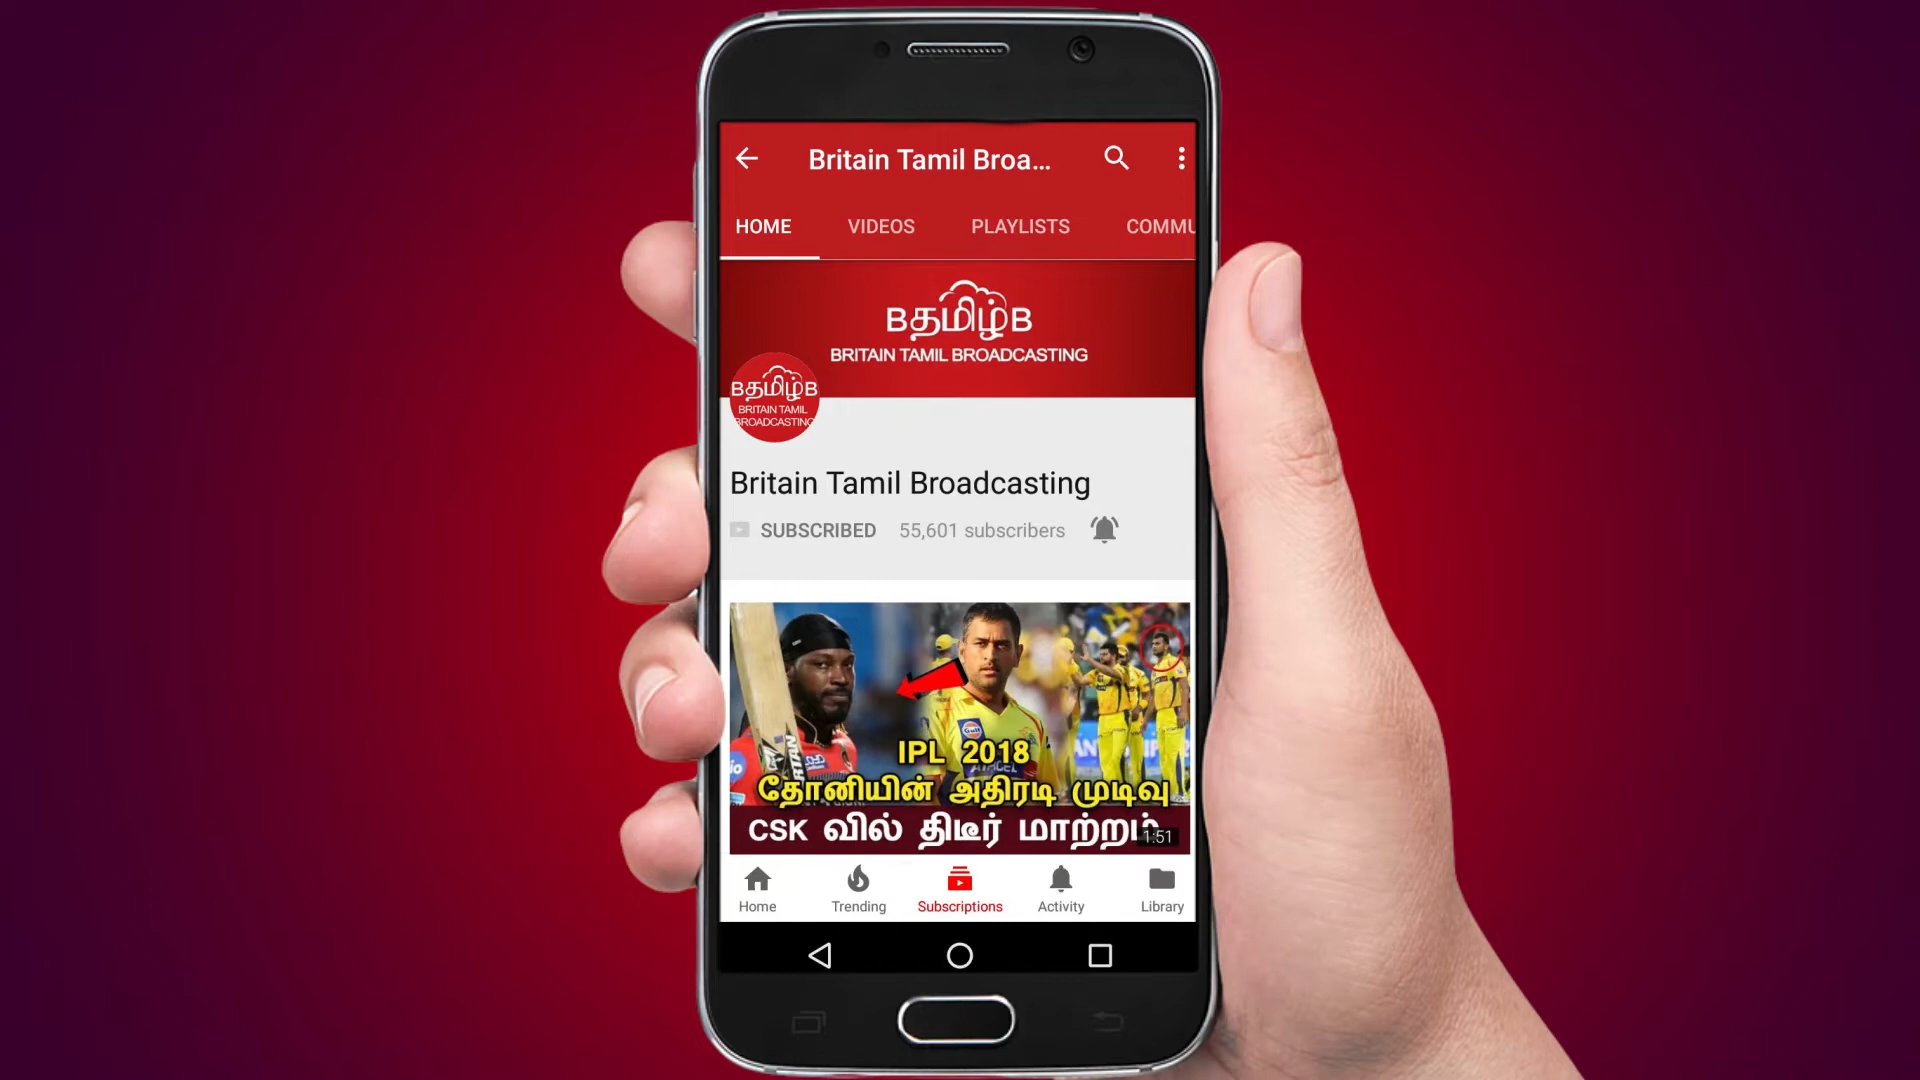 Britain Tamil Broa...
HOME VIDEOS PLAYLISTS COMMU
Bதமிழ்B
BRITAIN TAMIL BROADCASTING
Bதமிழ்B
BRITAIN TAMIL
BROADCASTING
Britain Tamil Broadcasting
SUBSCRIBED 55,601 subscribers
Gulf
IPL 2018
தோனியின் அதிரடி முடிவு
CSK வில் திடீர் மாற்றம்
1:51
Home Trending Subscriptions Activity Library